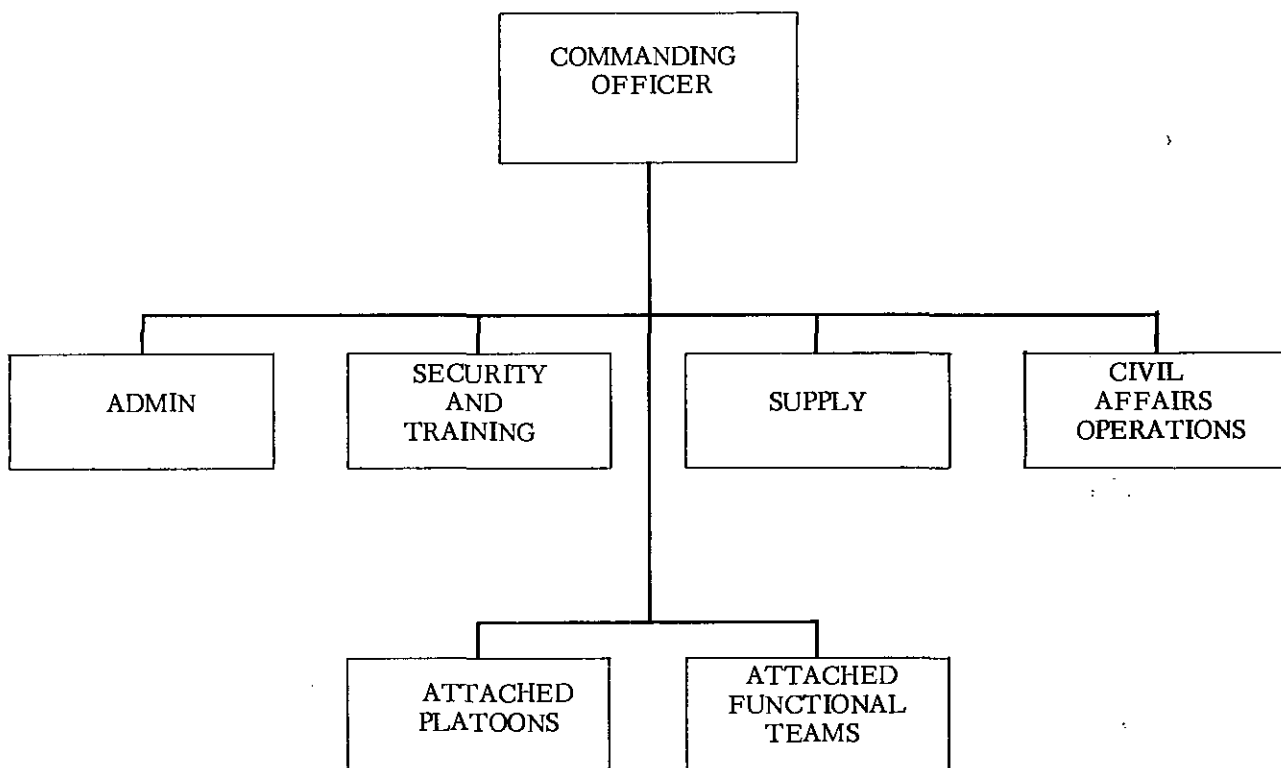 COMMANDING
OFFICER
ADMIN
SECURITY
AND
TRAINING
SUPPLY
CIVIL
AFFAIRS
OPERATIONS
ATTACHED
PLATOONS
ATTACHED
FUNCTIONAL
TEAMS